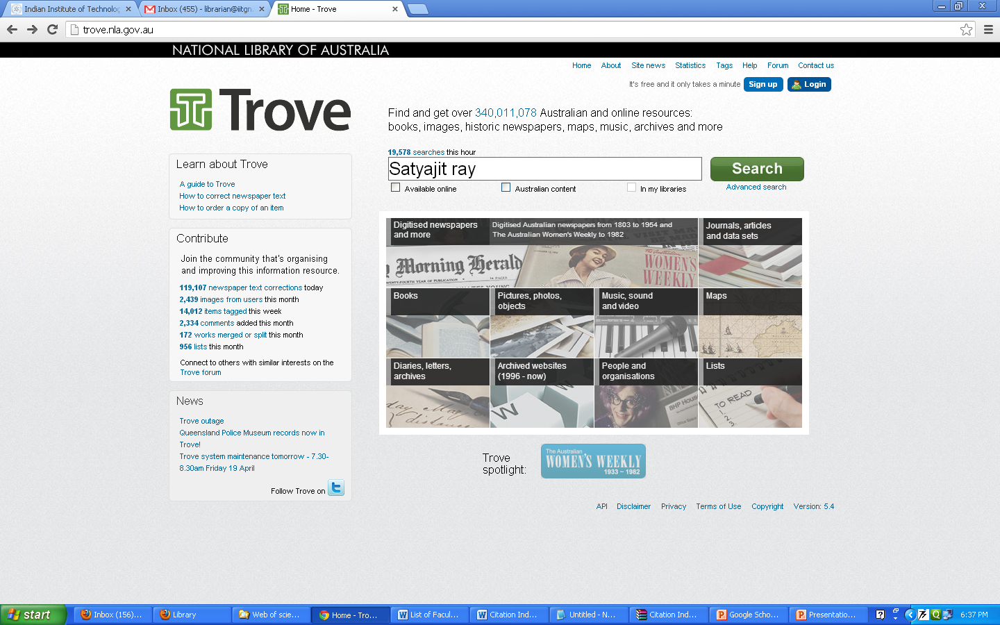 Indian Institute of Technolog
Inbox (455) - librarian@iitgn.
Home - Trove
trove.nla.gov.au
NATIONAL LIBRARY OF AUSTRALIA
Home About Site news Statistics Tags Help Forum Contact us
It's free and it only takes a minute Sign up Login
Trove
Find and get over 340,011,078 Australian and online resources:
books, images, historic newspapers, maps, music, archives and more
19,578 searches this hour
Satyajit ray
Search
Available online Australian content In my libraries
Advanced search
Learn about Trove
A guide to Trove
How to correct newspaper text
How to order a copy of an item
Contribute
Join the community that's organising
and improving this information resource.
119,107 newspaper text corrections today
2,439 images from users this month
14,012 items tagged this week
2,334 comments added this month
172 works merged or split this month
956 lists this month
Connect to others with similar interests on the
Trove forum
News
Trove outage
Queensland Police Museum records now in
Trove!
Trove system maintenance tomorrow - 7.30-
8.30am Friday 19 April
Follow Trove on
Digitised newspapers
and more
Digitised Australian newspapers from 1803 to 1954 and
The Australian Women's Weekly to 1982
Morning Herald
PAGES
WOMEN'S
WEEKLY
Journals, articles
and data sets
Books
Pictures, photos,
objects
Music, sound
and video
Maps
Diaries, letters,
archives
Archived websites
(1996 - now)
W
W
People and
organisations
BHP House
Lists
TO READ
1.
2.
3.
Trove
spotlight:
The Australian
WOMEN'S WEEKLY
1933 – 1982
API Disclaimer Privacy Terms of Use Copyright Version: 5.4
start
Inbox (156)...
Library
Web of scie...
Home - Tro...
List of Facul...
Citation Ind...
Untitled - N...
Citation Ind...
Google Scho...
Presentatio...
6:37 PM